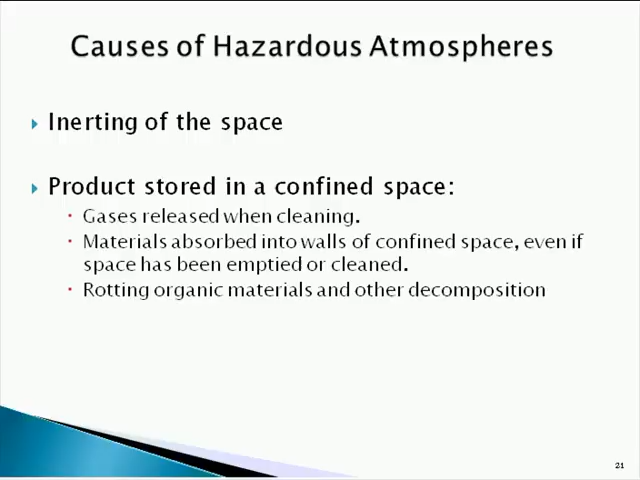 Causes of Hazardous Atmospheres
Inerting of the space
Product stored in a confined space:
Gases released when cleaning.
Materials absorbed into walls of confined space, even if
space has been emptied or cleaned.
Rotting organic materials and other decomposition
21